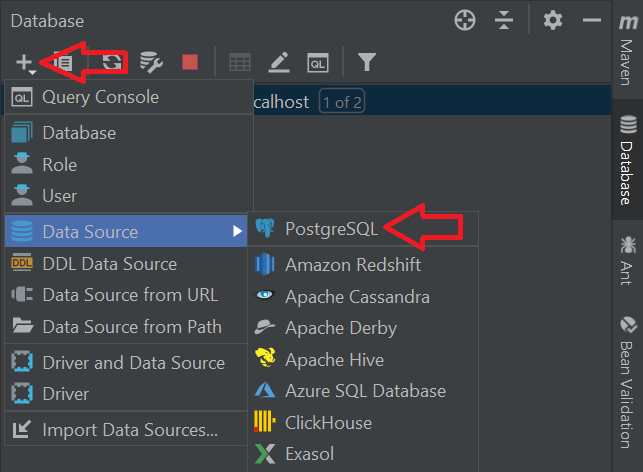 Database
QL
QL Query Console
calhost 1 of 2
Database
Role
User
Data Source
PostgreSQL
DDL DDL Data Source
Amazon Redshift
Data Source from URL
Apache Cassandra
Data Source from Path
Apache Derby
Driver and Data Source
Apache Hive
Driver
Azure SQL Database
Import Data Sources...
ClickHouse
Exasol
m Maven
Database
Ant
Bean Validation